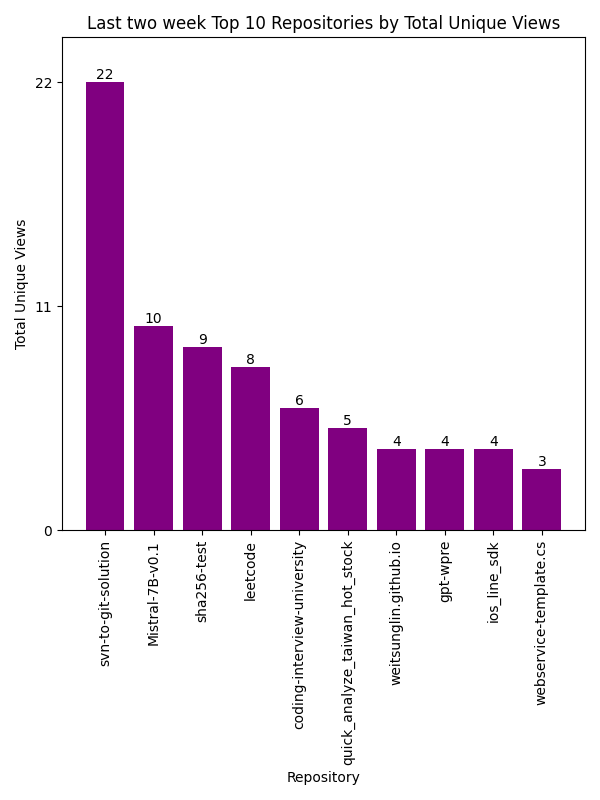 Last two week Top 10 Repositories by Total Unique Views
Total Unique Views
22
11
0
22
10
9
8
6
5
4
4
4
3
svn-to-git-solution
Mistral-7B-v0.1
sha256-test
leetcode
coding-interview-university
quick_analyze_taiwan_hot_stock
weitsunglin.github.io
gpt-wpre
ios_line_sdk
webservice-template.cs
Repository